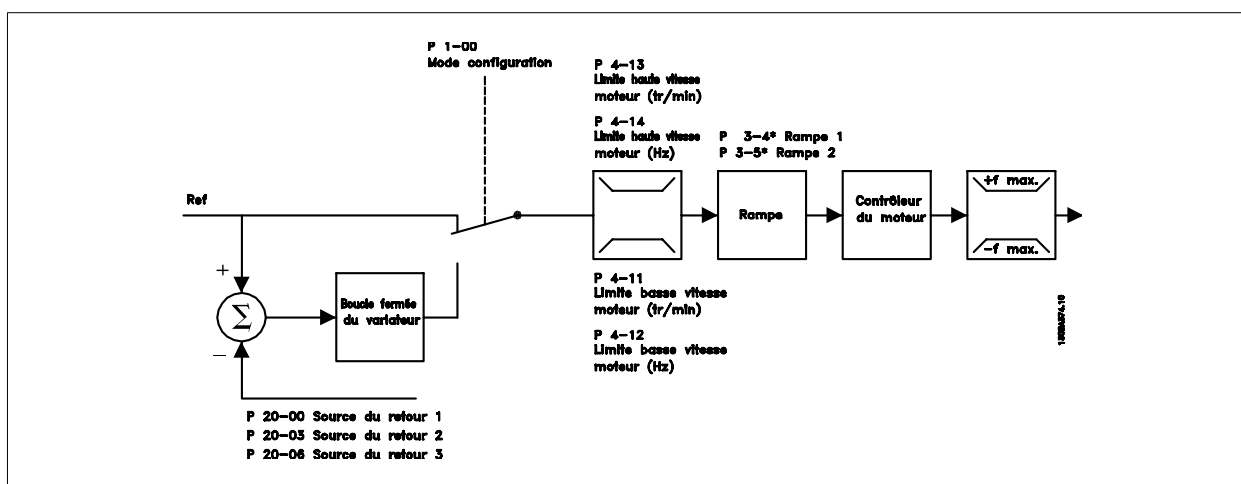 P 1-00
Mode configuration
P 4-13
Limite haute vitesse
moteur (tr/min)
P 4-14
Limite haute vitesse
moteur (Hz)
P 3-4* Rampe 1
P 3-5* Rampe 2
Ref
+
Σ
−
Boucle fermée
du variateur
Rampe
Contrôleur
du moteur
+f max.
−f max.
P 4-11
Limite basse vitesse
moteur (tr/min)
P 4-12
Limite basse vitesse
moteur (Hz)
P 20-00 Source du retour 1
P 20-03 Source du retour 2
P 20-06 Source du retour 3